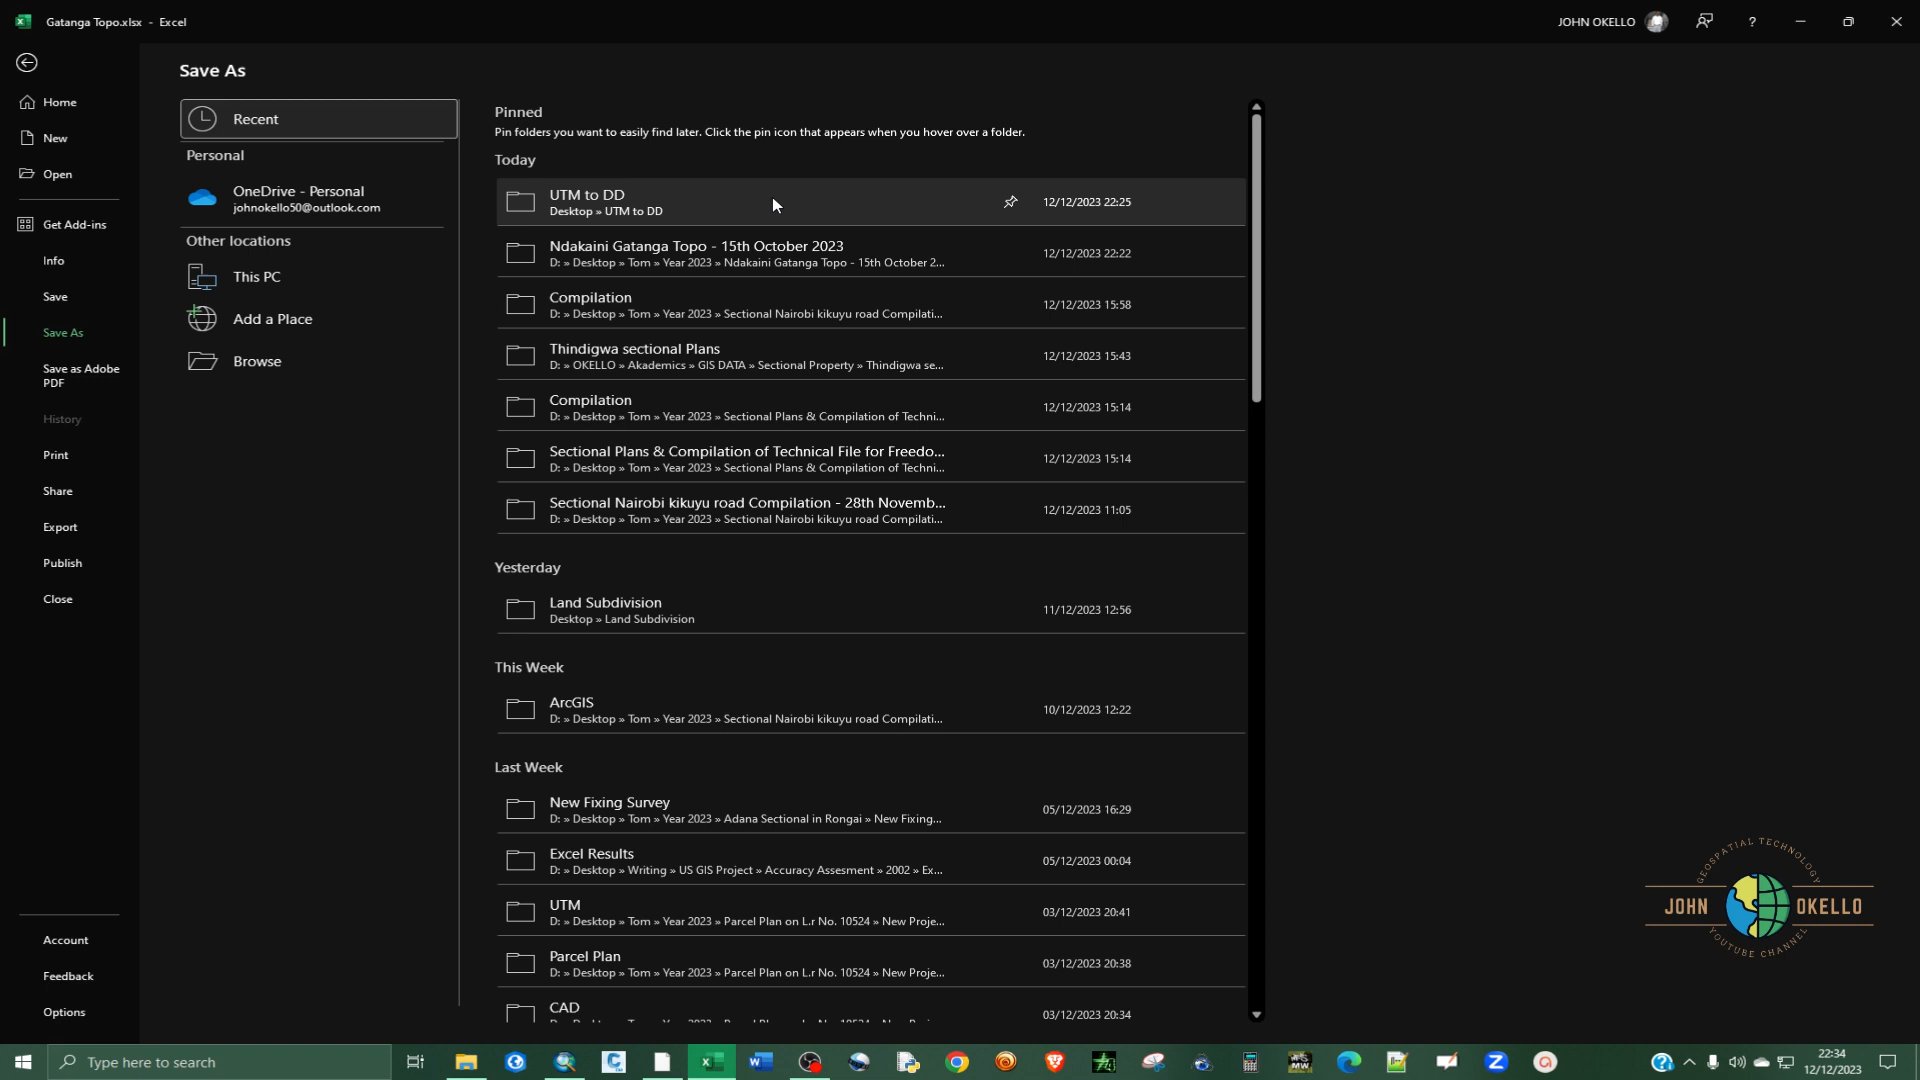 Gatanga Topo.xlsx - Excel
JOHN OKELLO
?
Save As
Home
New
Open
Get Add-ins
Info
Save
Save As
Save as Adobe
PDF
History
Print
Share
Export
Publish
Close
Account
Feedback
Options
Recent
Personal
OneDrive - Personal
johnokello50@outlook.com
Other locations
This PC
Add a Place
Browse
Pinned
Pin folders you want to easily find later. Click the pin icon that appears when you hover over a folder.
Today
UTM to DD
Desktop » UTM to DD
12/12/2023 22:25
Ndakaini Gatanga Topo - 15th October 2023
D: » Desktop » Tom » Year 2023 » Ndakaini Gatanga Topo - 15th October 2...
12/12/2023 22:22
Compilation
D: » Desktop » Tom » Year 2023 » Sectional Nairobi kikuyu road Compilati...
12/12/2023 15:58
Thindigwa sectional Plans
D: » OKELLO » Akademics » GIS DATA » Sectional Property » Thindigwa se...
12/12/2023 15:43
Compilation
D: » Desktop » Tom » Year 2023 » Sectional Plans & Compilation of Techni...
12/12/2023 15:14
Sectional Plans & Compilation of Technical File for Freedo...
D: » Desktop » Tom » Year 2023 » Sectional Plans & Compilation of Techni...
12/12/2023 15:14
Sectional Nairobi kikuyu road Compilation - 28th Novemb...
D: » Desktop » Tom » Year 2023 » Sectional Nairobi kikuyu road Compilati...
12/12/2023 11:05
Yesterday
Land Subdivision
Desktop » Land Subdivision
11/12/2023 12:56
This Week
ArcGIS
D: » Desktop » Tom » Year 2023 » Sectional Nairobi kikuyu road Compilati...
10/12/2023 12:22
Last Week
New Fixing Survey
D: » Desktop » Tom » Year 2023 » Adana Sectional in Rongai » New Fixing...
05/12/2023 16:29
Excel Results
D: » Desktop » Writing » US GIS Project » Accuracy Assesment » 2002 » Ex...
05/12/2023 00:04
UTM
D: » Desktop » Tom » Year 2023 » Parcel Plan on L.r No. 10524 » New Proje...
03/12/2023 20:41
Parcel Plan
D: » Desktop » Tom » Year 2023 » Parcel Plan on L.r No. 10524 » New Proje...
03/12/2023 20:38
CAD
03/12/2023 20:34
GEOSPATIAL TECHNOLOGY
JOHN OKELLO
YOUTUBE CHANNEL
Type here to search
22:34
12/12/2023